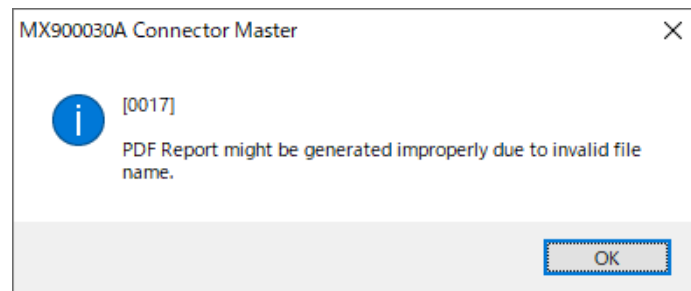 MX900030A Connector Master
[0017]
PDF Report might be generated improperly due to invalid file
name.
OK